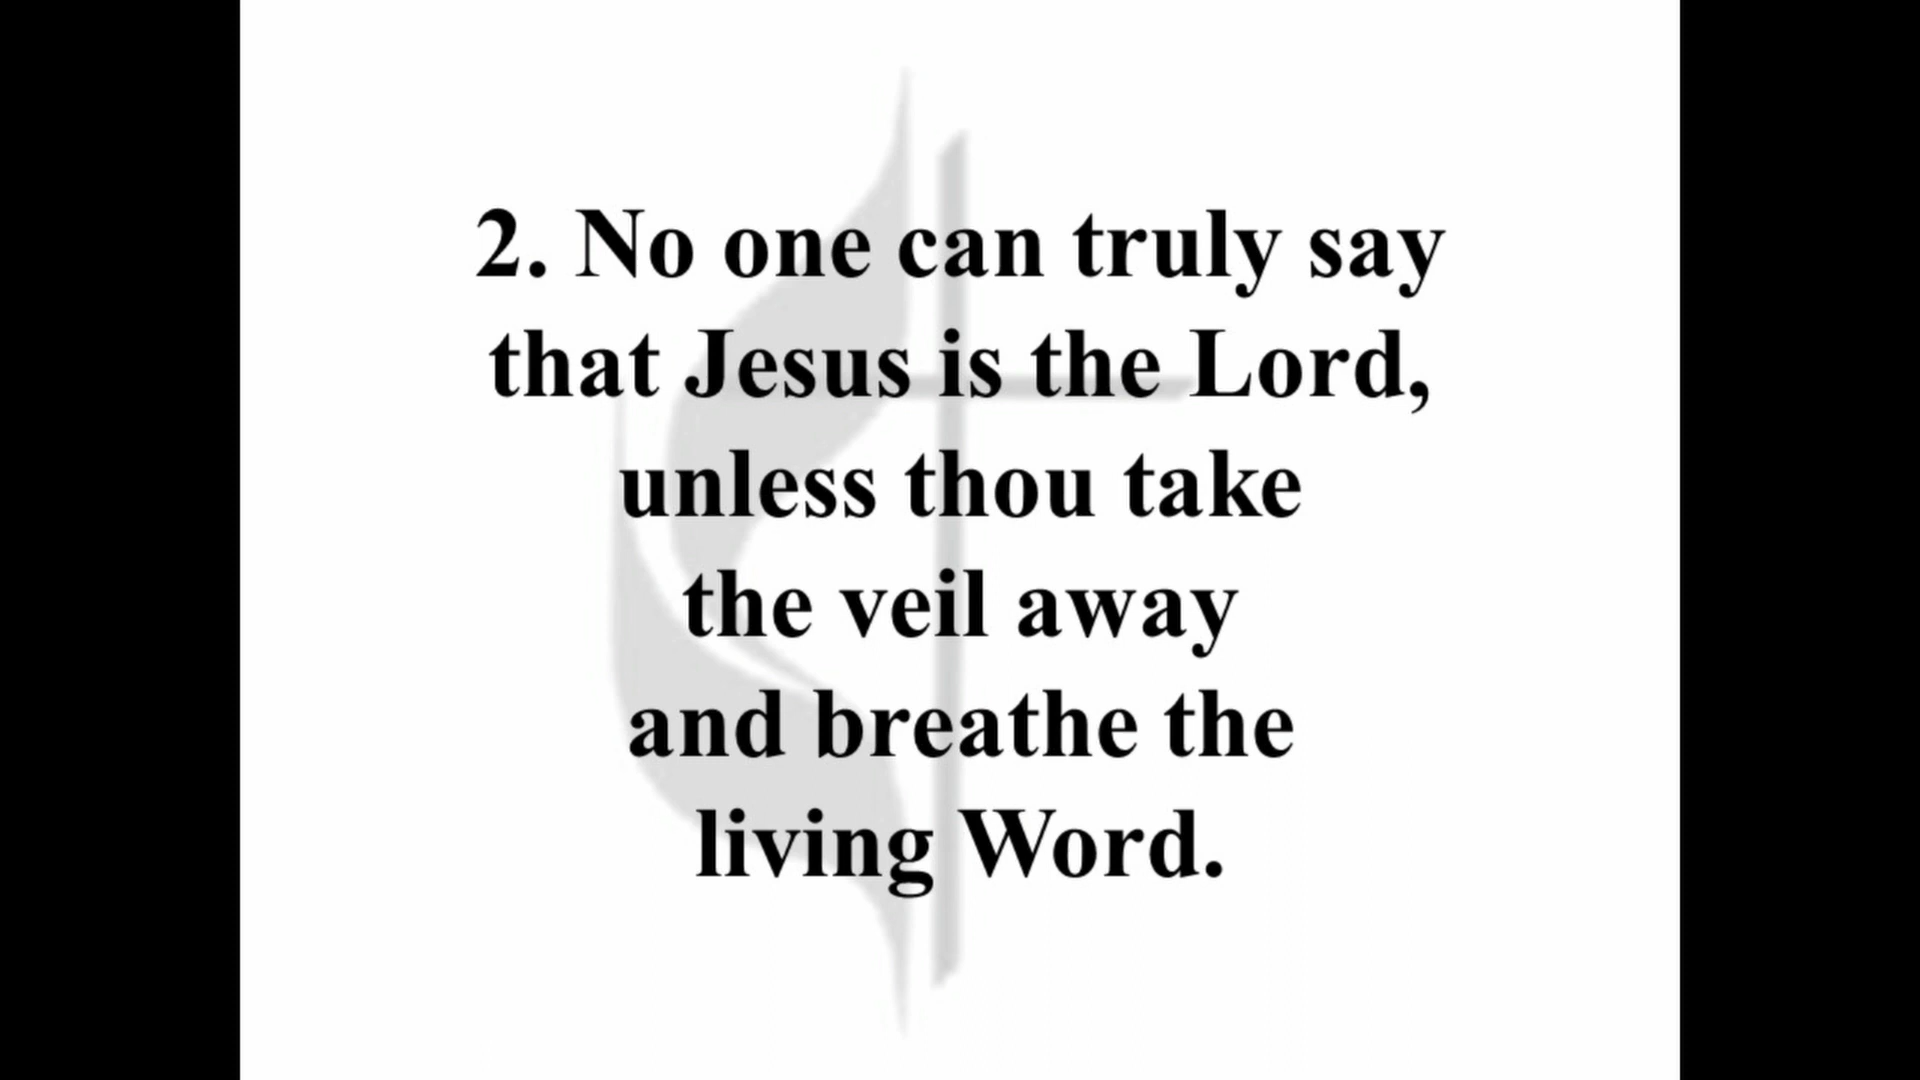 2. No one can truly say
that Jesus is the Lord,
unless thou take
the veil away
and breathe the
living Word.